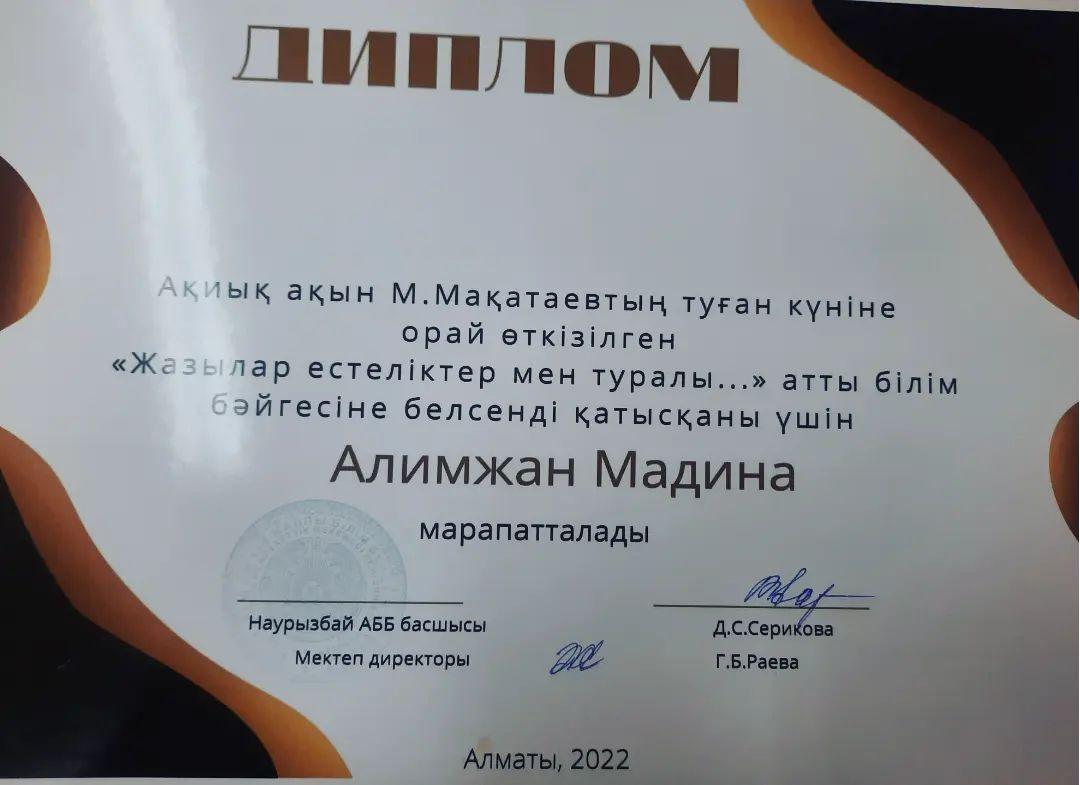 ДИПЛОМ
Ақиық ақын М.Мақатаевтың туған күніне
орай өткізілген
«Жазылар естеліктер мен туралы...» атты білім
бәйгесіне белсенді қатысқаны үшін
Алимжан Мадина
марапатталады
Наурызбай АББ басшысы
Д.С.Серикова
Мектеп директоры
Г.Б.Раева
Алматы, 2022